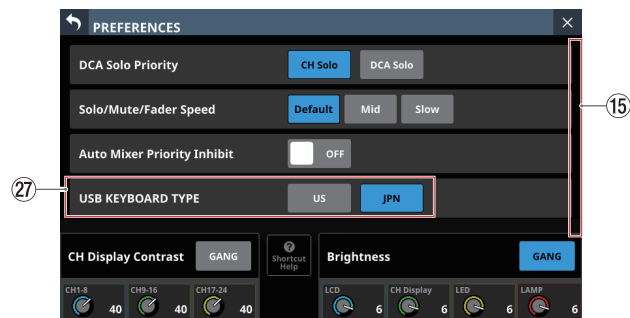 PREFERENCES
DCA Solo Priority CH Solo DCA Solo
⑮
Solo/Mute/Fader Speed Default Mid Slow
Auto Mixer Priority Inhibit OFF
㉗ USB KEYBOARD TYPE US JPN
CH Display Contrast GANG ? Shortcut Help Brightness GANG
CH1-8 CH9-16 CH17-24 LCD CH Display LED LAMP
40 40 40 6 6 6 6